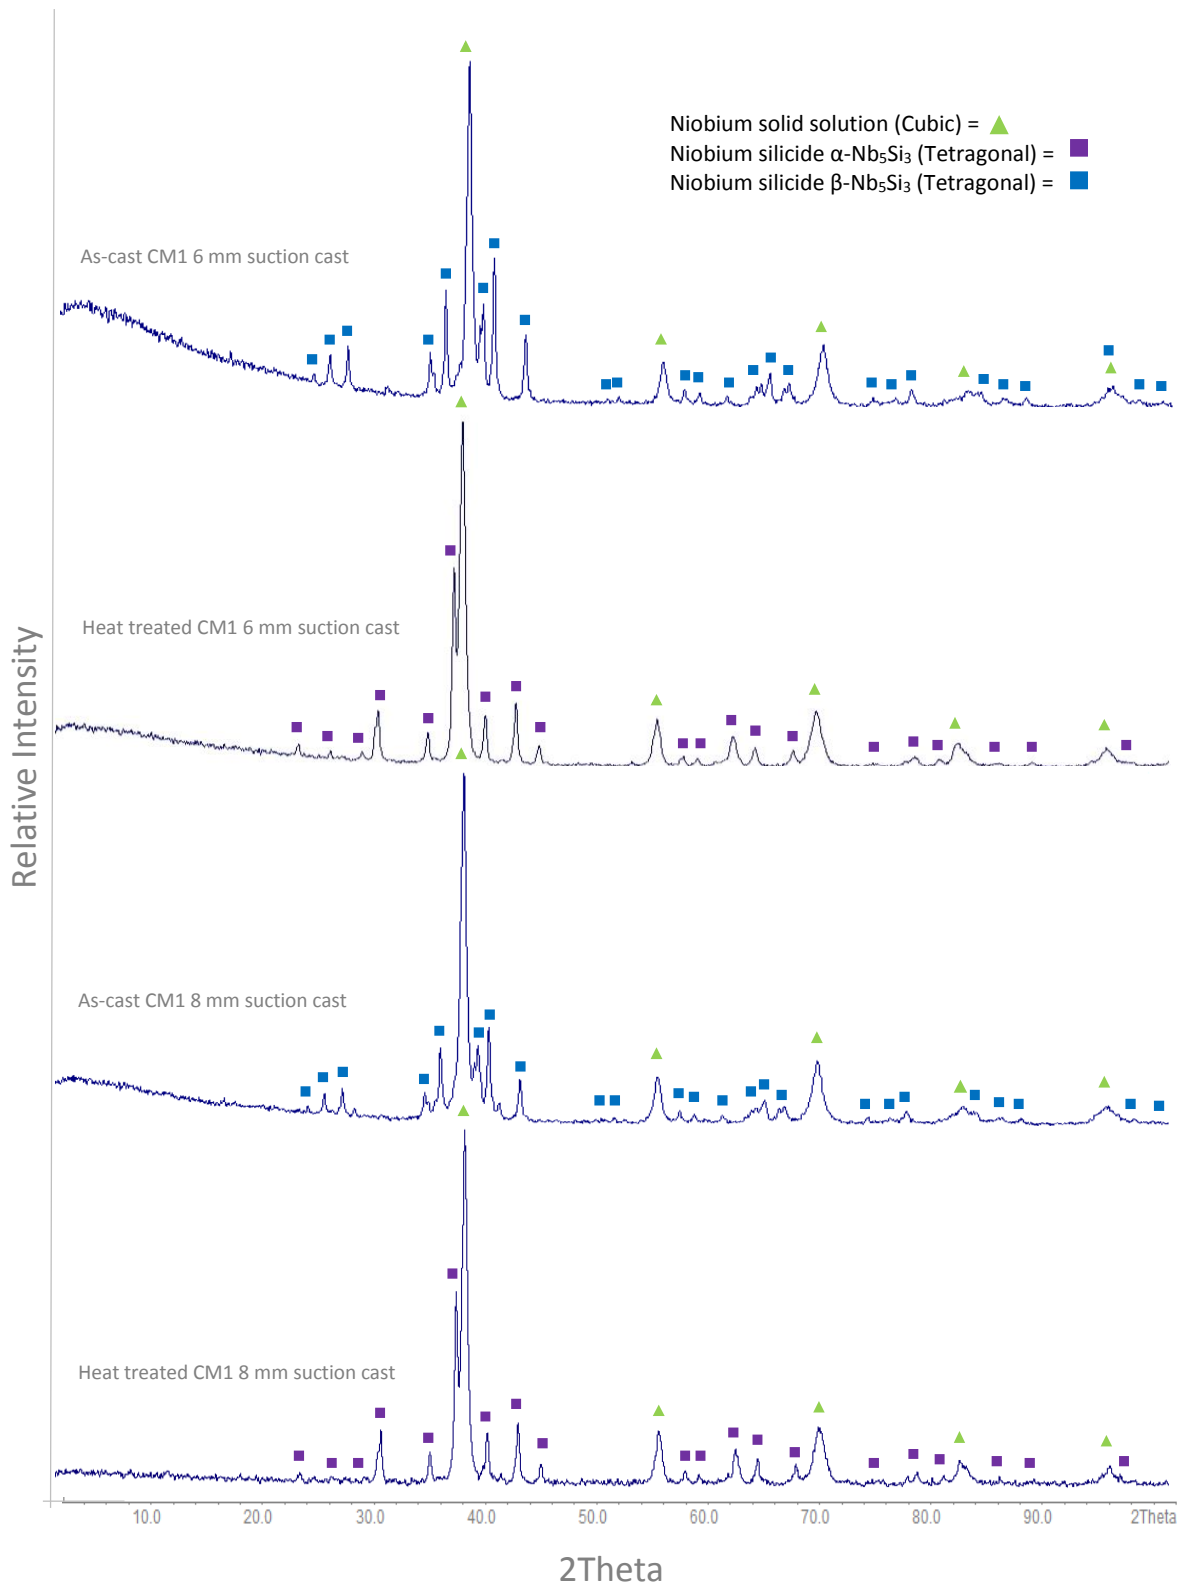 Niobium solid solution (Cubic) =
Niobium silicide α-Nb₅Si₃ (Tetragonal) =
Niobium silicide β-Nb₅Si₃ (Tetragonal) =
As-cast CM1 6 mm suction cast
Heat treated CM1 6 mm suction cast
As-cast CM1 8 mm suction cast
Heat treated CM1 8 mm suction cast
Relative Intensity
10.0 20.0 30.0 40.0 50.0 60.0 70.0 80.0 90.0 2Theta
2Theta